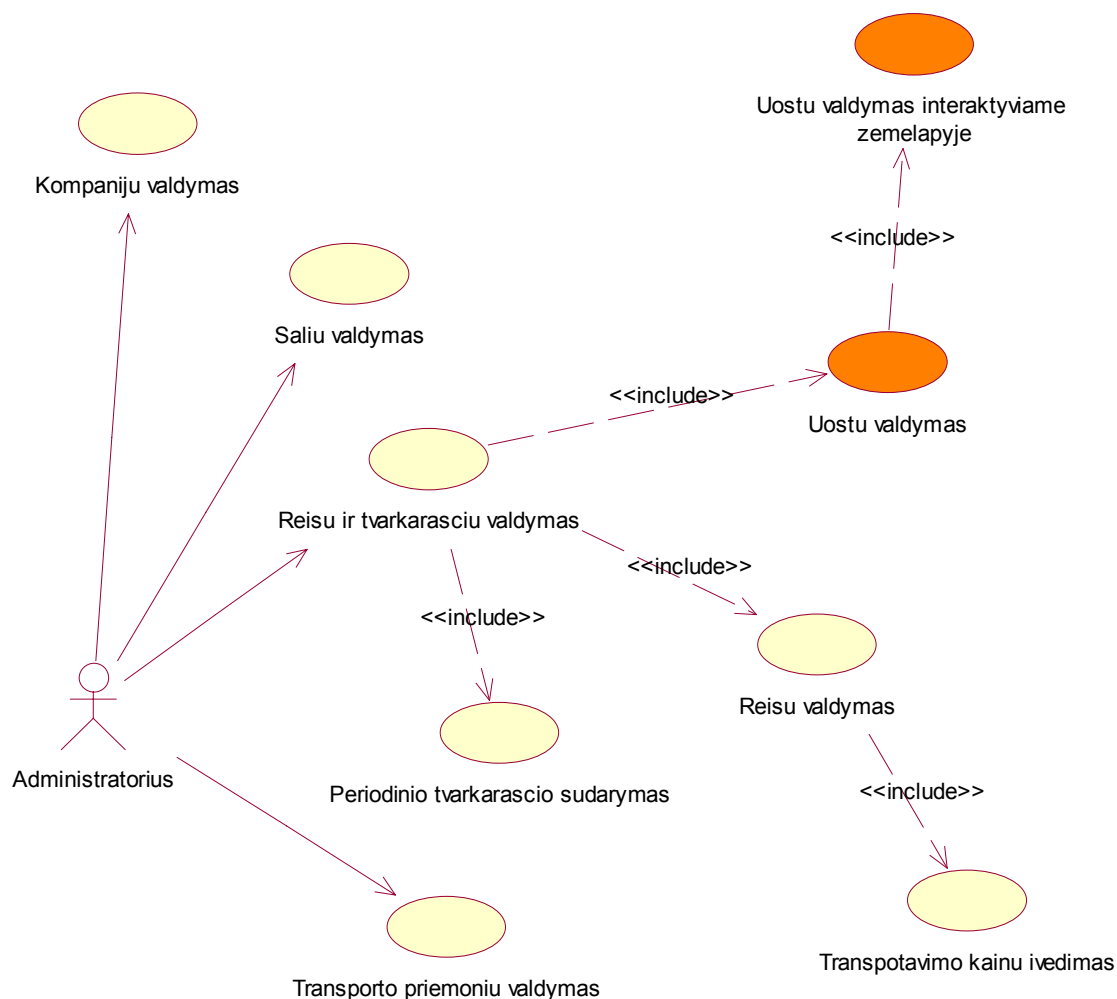 Uostu valdymas interaktyviame
zemelapyje
Kompaniju valdymas
<<include>>
Saliu valdymas
<<include>>
Uostu valdymas
Reisu ir tvarkarasciu valdymas
<<include>>
<<include>>
Reisu valdymas
Administratorius
Periodinio tvarkarascio sudarymas
<<include>>
Transpotavimo kainu ivedimas
Transporto priemoniu valdymas